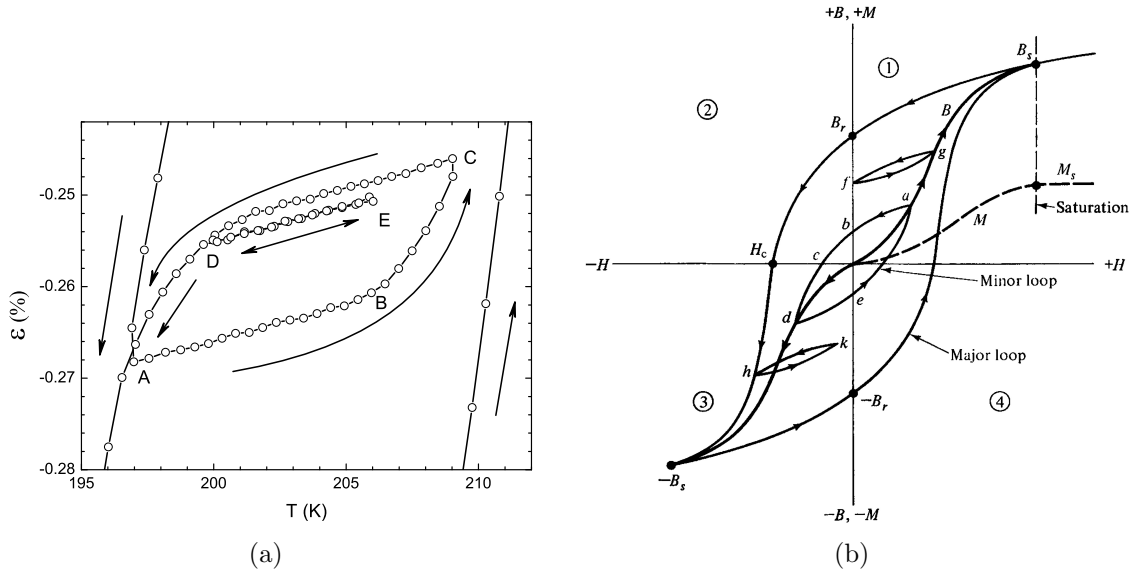 -0.25
-0.26
-0.27
-0.28
195
200
205
210
ε (%)
T (K)
A
B
C
D
E
(a)
+B, +M
①
②
③
④
B_s
B_r
B
g
f
a
b
c
M_s
M
Saturation
H_c
−H
+H
Minor loop
d
e
k
h
Major loop
−B_r
−B_s
−B, −M
(b)